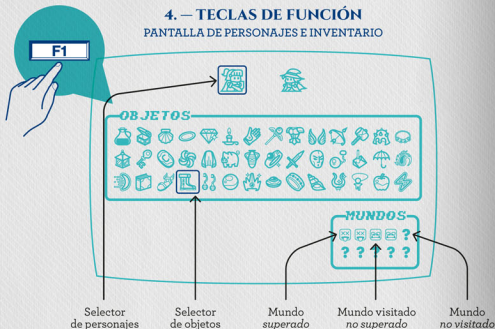 4. — TECLAS DE FUNCIÓN
PANTALLA DE PERSONAJES E INVENTARIO
F1
OBJETOS
MUNDOS
?
? ? ? ? ?
Selector
de personajes
Selector
de objetos
Mundo
superado
Mundo visitado
no superado
Mundo
no visitado